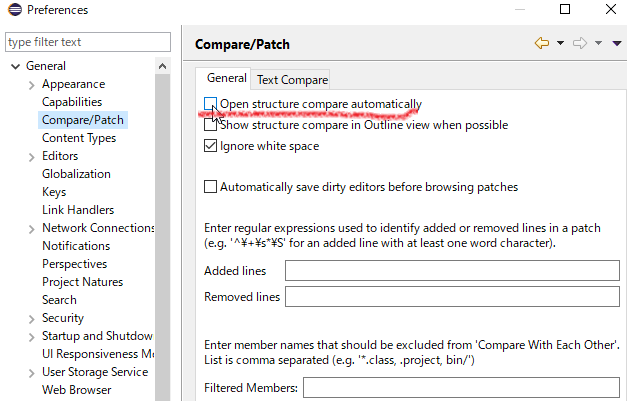 Preferences
type filter text
General
Appearance
Capabilities
Compare/Patch
Content Types
Editors
Globalization
Keys
Link Handlers
Network Connections
Notifications
Perspectives
Project Natures
Search
Security
Startup and Shutdow
UI Responsiveness M
User Storage Service
Web Browser
Compare/Patch
General
Text Compare
Open structure compare automatically
Show structure compare in Outline view when possible
Ignore white space
Automatically save dirty editors before browsing patches
Enter regular expressions used to identify added or removed lines in a patch
(e.g. '^¥+¥s*¥S' for an added line with at least one word character).
Added lines
Removed lines
Enter member names that should be excluded from 'Compare With Each Other'.
List is comma separated (e.g. '*.class, .project, bin/')
Filtered Members: